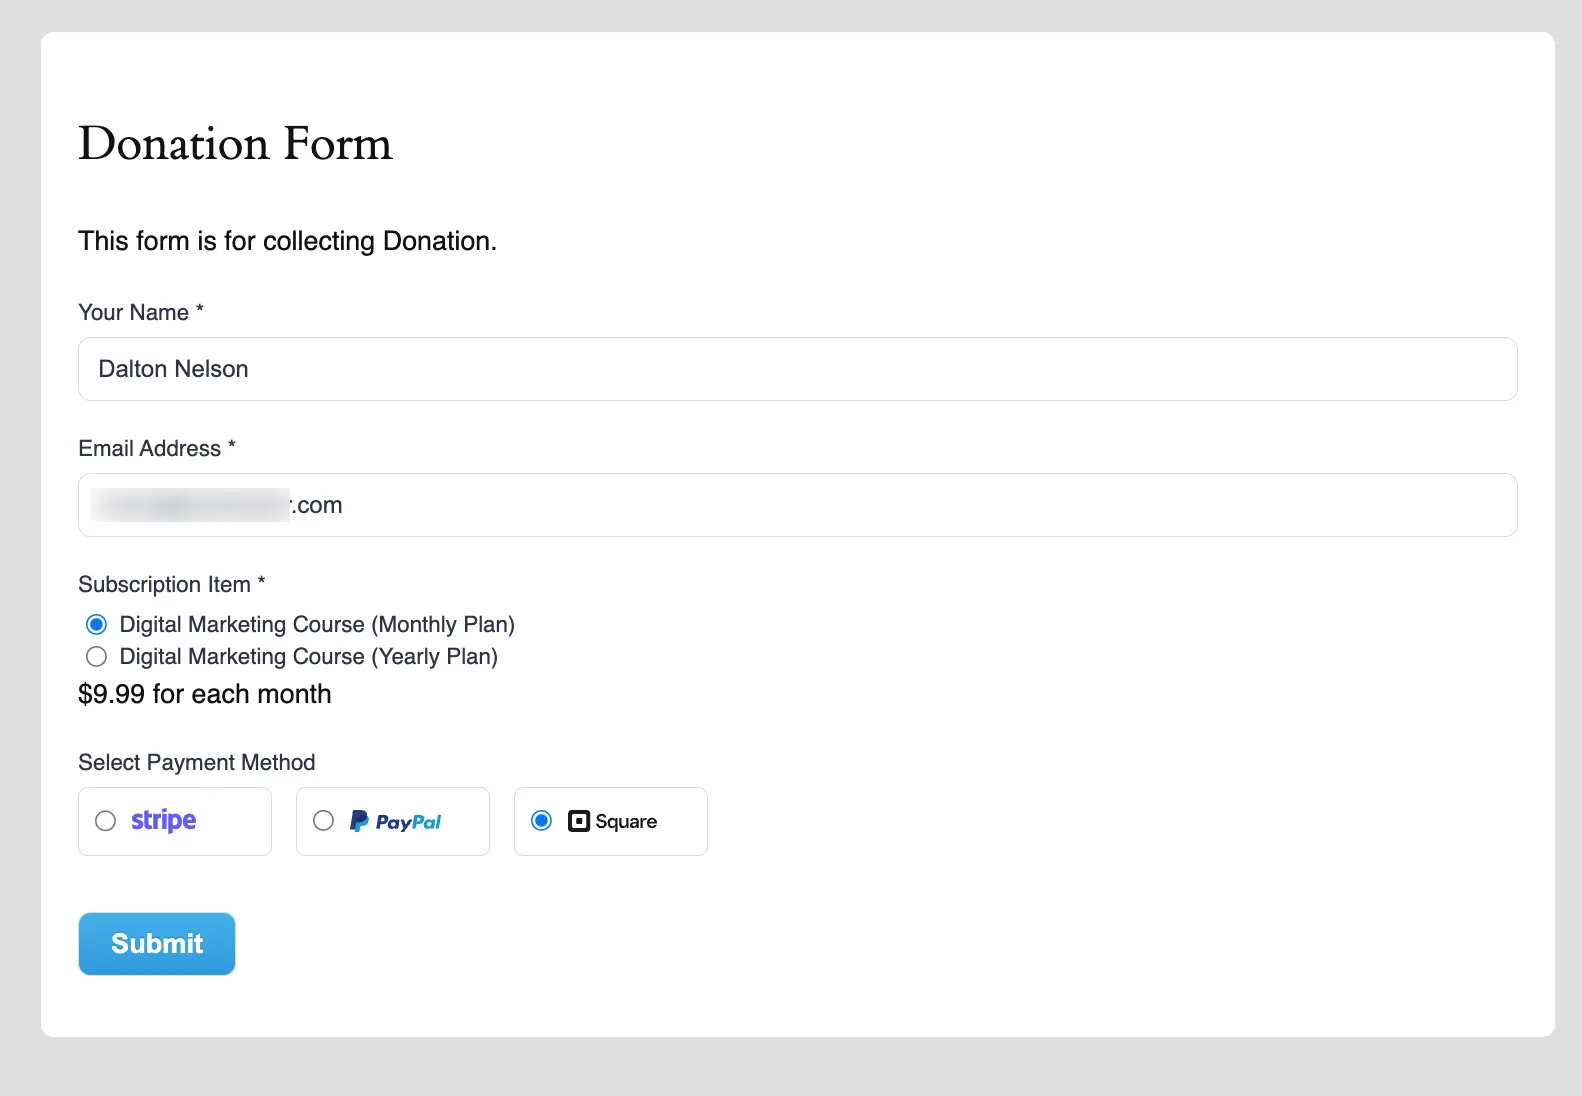 Donation Form
This form is for collecting Donation.
Your Name *
Dalton Nelson
Email Address *
.com
Subscription Item *
Digital Marketing Course (Monthly Plan)
Digital Marketing Course (Yearly Plan)
$9.99 for each month
Select Payment Method
stripe
PayPal
Square
Submit